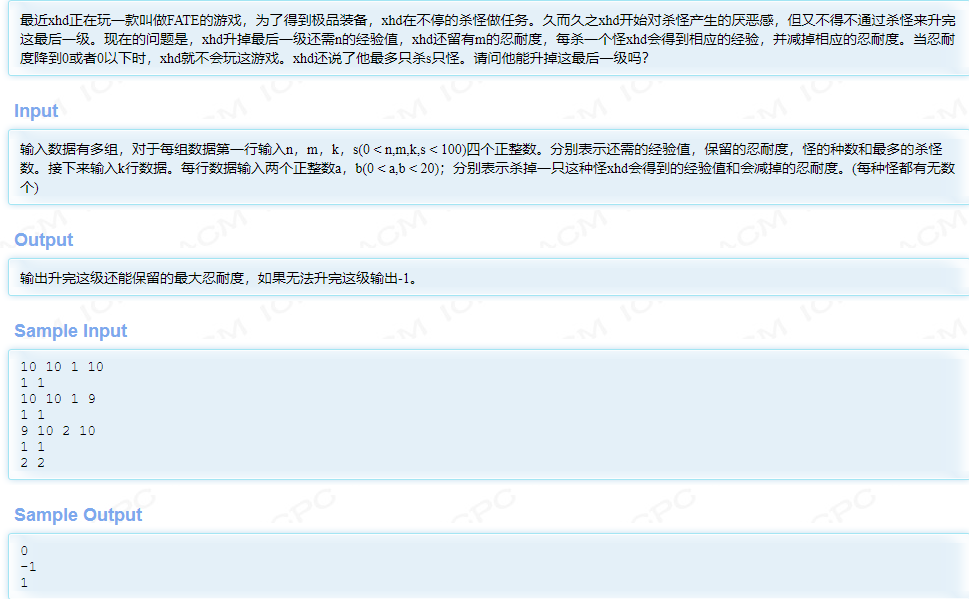 最近xhd正在玩一款叫做FATE的游戏，为了得到极品装备，xhd在不停的杀怪做任务。久而久之xhd开始对杀怪产生的厌恶感，但又不得不通过杀怪来升完
这最后一级。现在的问题是，xhd升掉最后一级还需n的经验值，xhd还留有m的忍耐度，每杀一个怪xhd会得到相应的经验，并减掉相应的忍耐度。当忍耐
度降到0或者0以下时，xhd就不会玩这游戏。xhd还说了他最多只杀s只怪。请问他能升掉这最后一级吗？
Input
输入数据有多组，对于每组数据第一行输入n，m，k，s(0 < n,m,k,s < 100)四个正整数。分别表示还需的经验值，保留的忍耐度，怪的种数和最多的杀怪
数。接下来输入k行数据。每行数据输入两个正整数a，b(0 < a,b < 20)；分别表示杀掉一只这种怪xhd会得到的经验值和会减掉的忍耐度。(每种怪都有无数
个)
Output
输出升完这级还能保留的最大忍耐度，如果无法升完这级输出-1。
Sample Input
10 10 1 10
1 1
10 10 1 9
1 1
9 10 2 10
1 1
2 2
Sample Output
0
-1
1